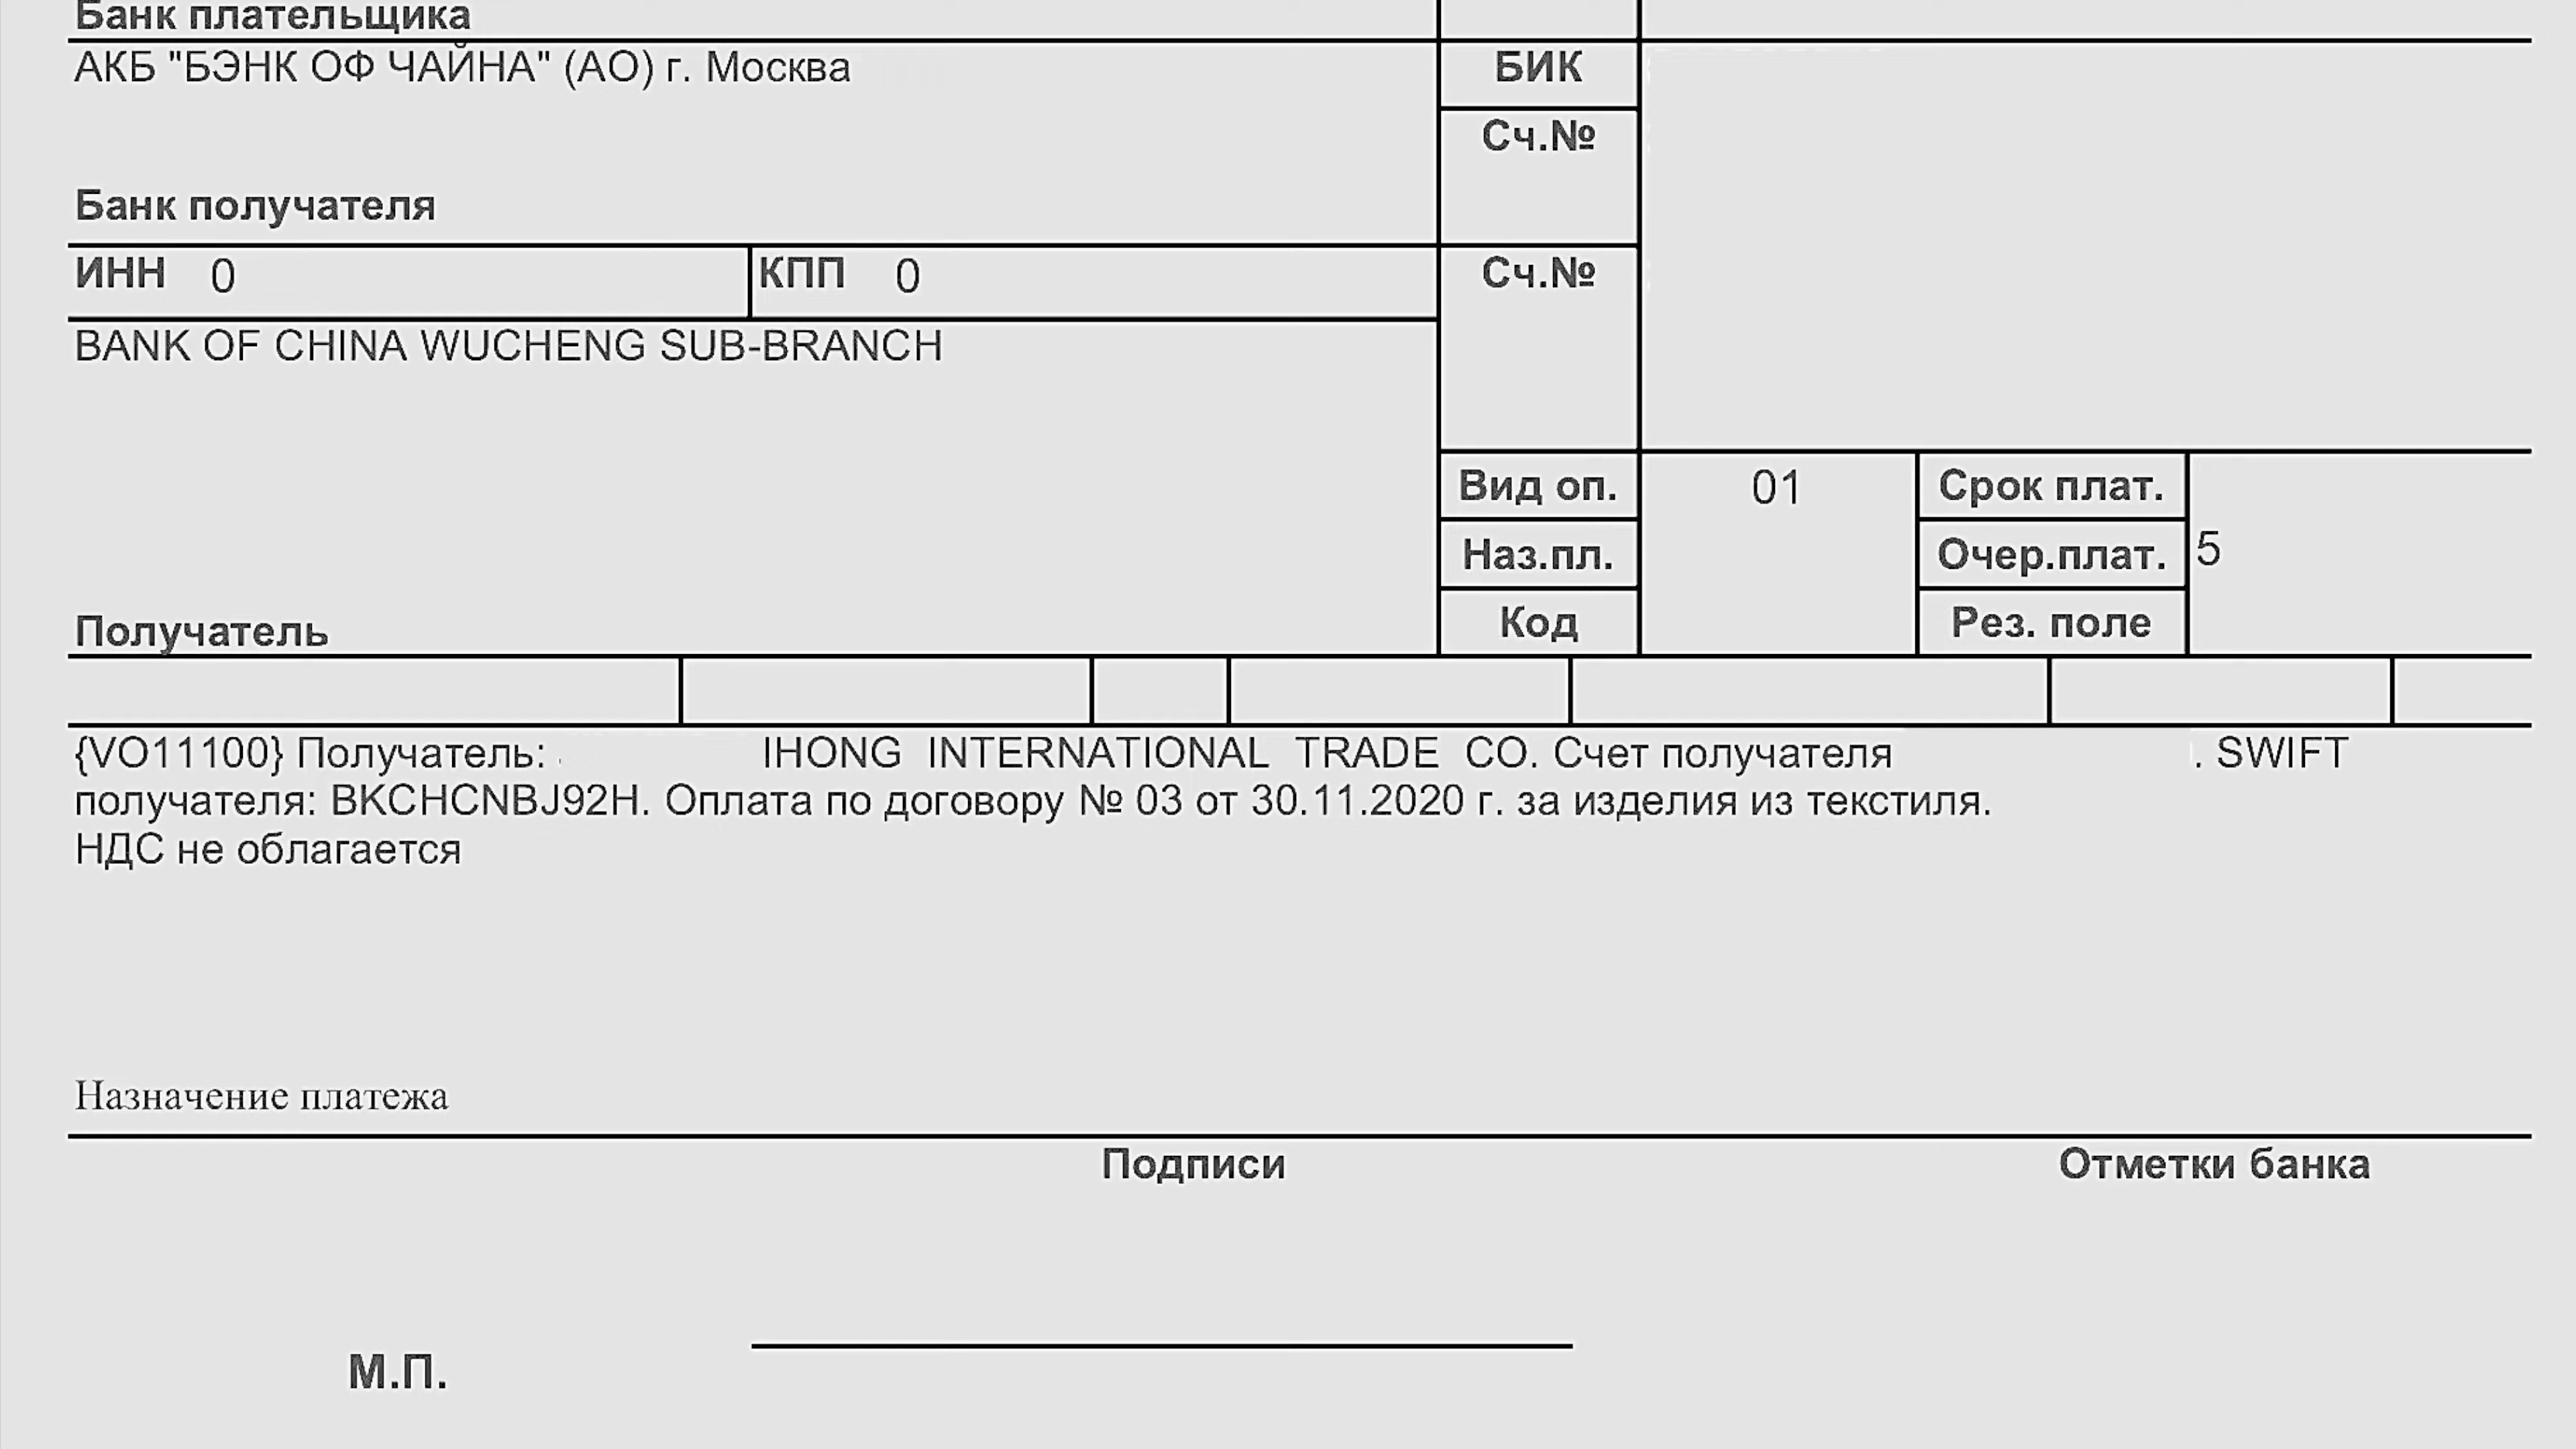 Банк плательщика
АКБ "БЭНК ОФ ЧАЙНА" (АО) г. Москва
БИК
Сч.№
Банк получателя
ИНН 0
КПП 0
Сч.№
BANK OF CHINA WUCHENG SUB-BRANCH
Вид оп.
01
Срок плат.
Наз.пл.
Очер.плат.
5
Получатель
Код
Рез. поле
{VO11100} Получатель: IHONG INTERNATIONAL TRADE CO. Счет получателя . SWIFT
получателя: BKCHCNBJ92H. Оплата по договору № 03 от 30.11.2020 г. за изделия из текстиля.
НДС не облагается
Назначение платежа
Подписи
Отметки банка
М.П.